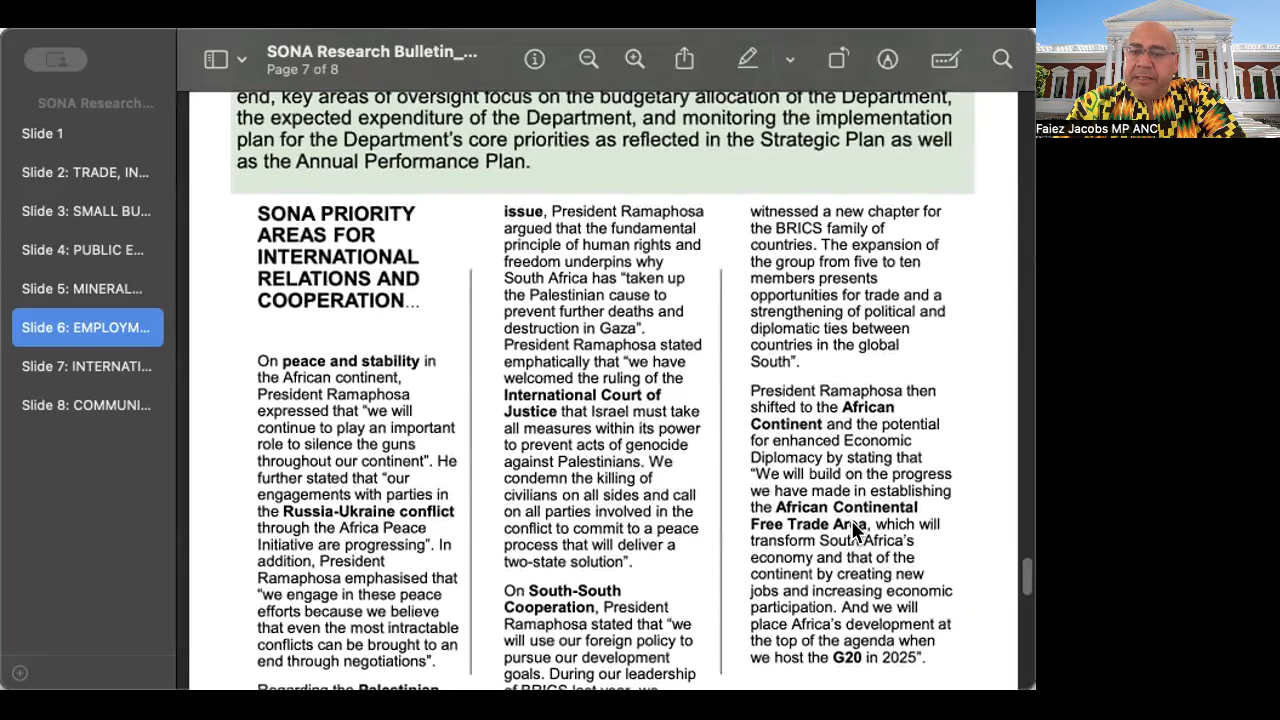 SONA Research Bulletin_...
Page 7 of 8
SONA Research...
Slide 1
Slide 2: TRADE, IN...
Slide 3: SMALL BU...
Slide 4: PUBLIC E...
Slide 5: MINERAL...
Slide 6: EMPLOYM...
Slide 7: INTERNATI...
Slide 8: COMMUNI...
end, key areas of oversight focus on the budgetary allocation of the Department,
the expected expenditure of the Department, and monitoring the implementation
plan for the Department's core priorities as reflected in the Strategic Plan as well
as the Annual Performance Plan.
SONA PRIORITY
AREAS FOR
INTERNATIONAL
RELATIONS AND
COOPERATION...
On peace and stability in
the African continent,
President Ramaphosa
expressed that “we will
continue to play an important
role to silence the guns
throughout our continent”. He
further stated that “our
engagements with parties in
the Russia-Ukraine conflict
through the Africa Peace
Initiative are progressing”. In
addition, President
Ramaphosa emphasised that
“we engage in these peace
efforts because we believe
that even the most intractable
conflicts can be brought to an
end through negotiations”.
Regarding the Palestinian
issue, President Ramaphosa
argued that the fundamental
principle of human rights and
freedom underpins why
South Africa has “taken up
the Palestinian cause to
prevent further deaths and
destruction in Gaza”.
President Ramaphosa stated
emphatically that “we have
welcomed the ruling of the
International Court of
Justice that Israel must take
all measures within its power
to prevent acts of genocide
against Palestinians. We
condemn the killing of
civilians on all sides and call
on all parties involved in the
conflict to commit to a peace
process that will deliver a
two-state solution”.
On South-South
Cooperation, President
Ramaphosa stated that “we
will use our foreign policy to
pursue our development
goals. During our leadership
of BRICS last year, we
witnessed a new chapter for
the BRICS family of
countries. The expansion of
the group from five to ten
members presents
opportunities for trade and a
strengthening of political and
diplomatic ties between
countries in the global
South”.
President Ramaphosa then
shifted to the African
Continent and the potential
for enhanced Economic
Diplomacy by stating that
“We will build on the progress
we have made in establishing
the African Continental
Free Trade Area, which will
transform South Africa's
economy and that of the
continent by creating new
jobs and increasing economic
participation. And we will
place Africa's development at
the top of the agenda when
we host the G20 in 2025”.
Faiez Jacobs MP ANC